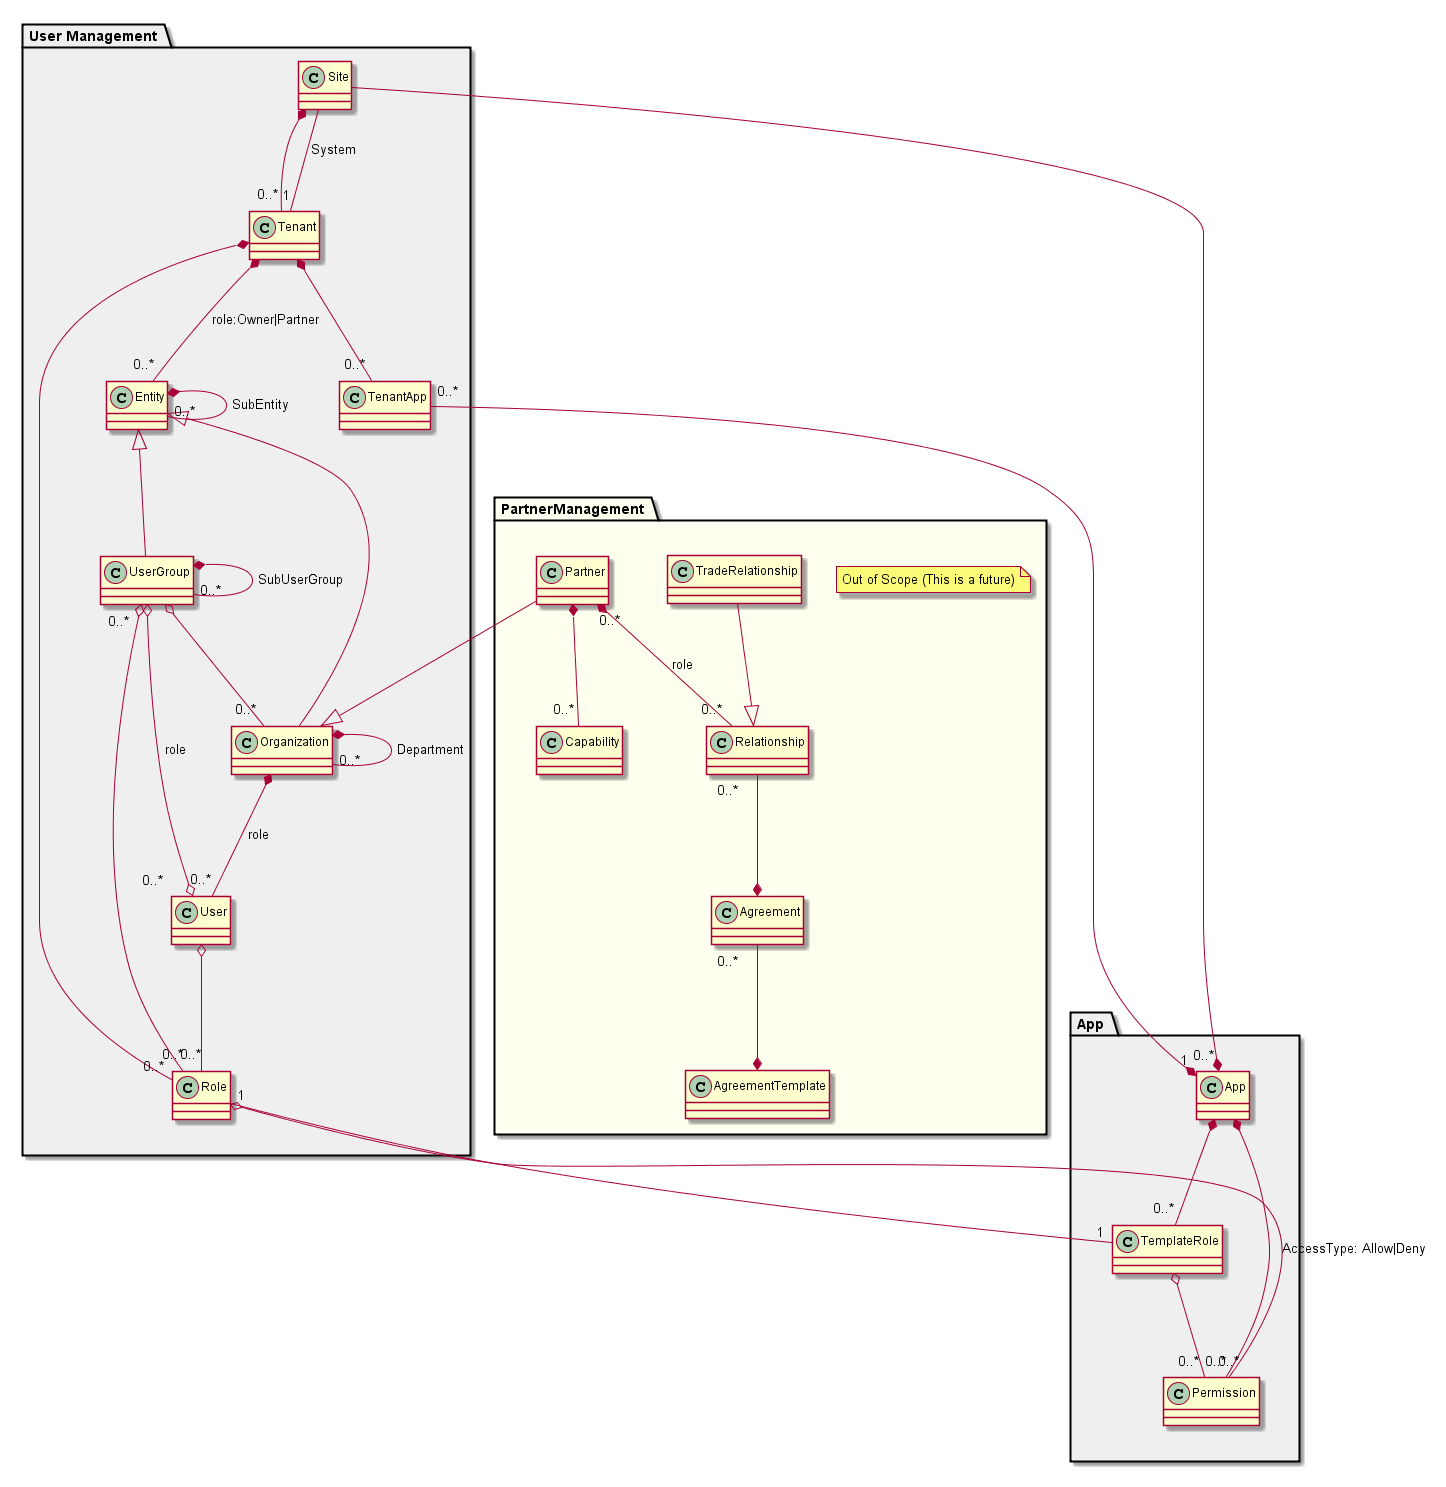 User Management
C Site
System
0..*
1
C Tenant
role:Owner|Partner
0..*
0..*
C Entity
0..*
SubEntity
C TenantApp
0..*
PartnerManagement
C UserGroup
0..*
SubUserGroup
0..*
C Partner
0..*
C TradeRelationship
Out of Scope (This is a future)
role
0..*
0..*
0..*
C Organization
0..*
Department
C Capability
C Relationship
0..*
role
role
0..*
0..*
C User
C Agreement
0..*
App
0..*
0..*
0..*
1
0..*
C Role
1
C AgreementTemplate
C App
0..*
1
C TemplateRole
AccessType: Allow|Deny
0..*
0..*
0..*
C Permission